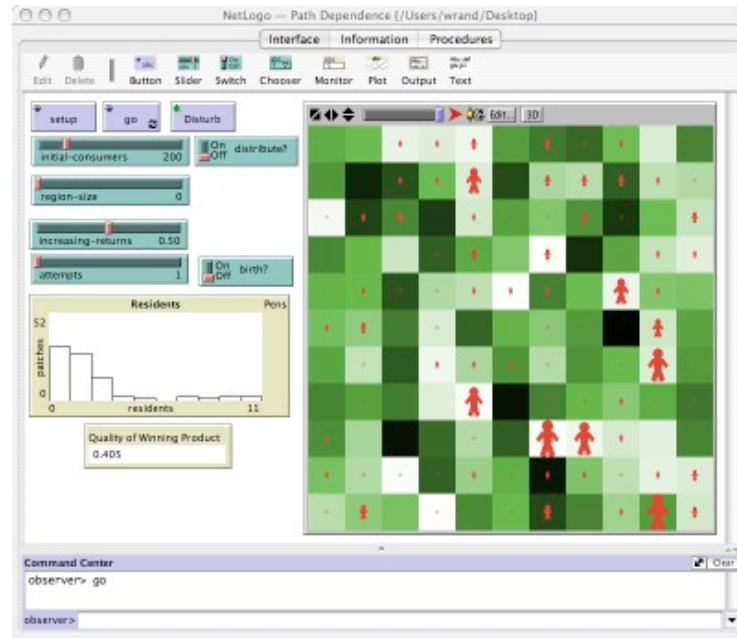 NetLogo — Path Dependence {/Users/wrand/Desktop}
Interface Information Procedures
Edit Delete Button Slider Switch Chooser Monitor Plot Output Text
setup go Disturb
Edit... 3D
initial-consumers 200
On
Off distribute?
region-size 0
increasing-returns 0.50
attempts 1
On
Off birth?
Residents Pens
52
patches
0
0 residents 11
Quality of Winning Product
0.405
Command Center Clear
observer> go
observer>